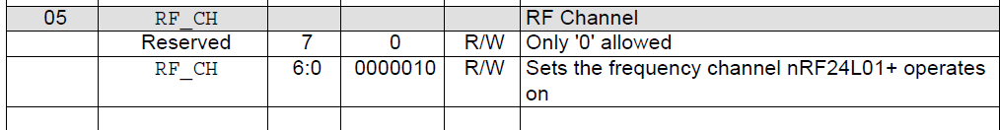 05 RF_CH RF Channel
Reserved 7 0 R/W Only '0' allowed
RF_CH 6:0 0000010 R/W Sets the frequency channel nRF24L01+ operates
on